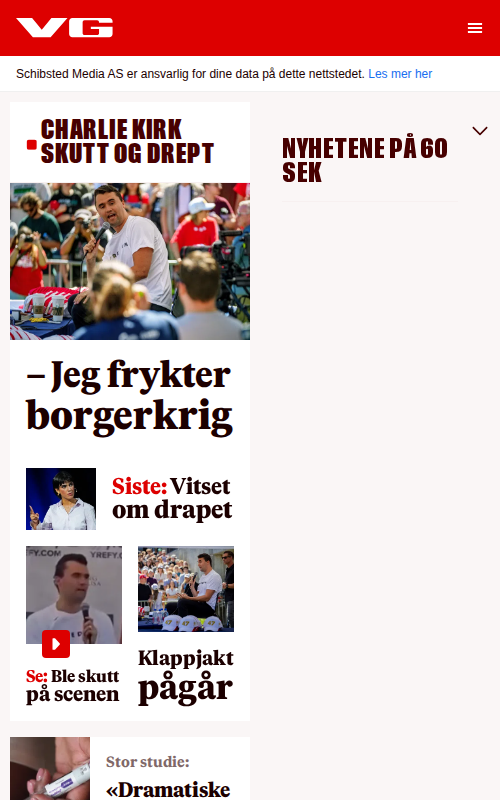 VG
Schibsted Media AS er ansvarlig for dine data på dette nettstedet. Les mer her
CHARLIE KIRK
SKUTT OG DREPT
– Jeg frykter
borgerkrig
Siste: Vitset
om drapet
YREFY.COM
Se: Ble skutt
på scenen
Klappjakt
pågår
Stor studie:
«Dramatiske
NYHETENE PÅ 60
SEK